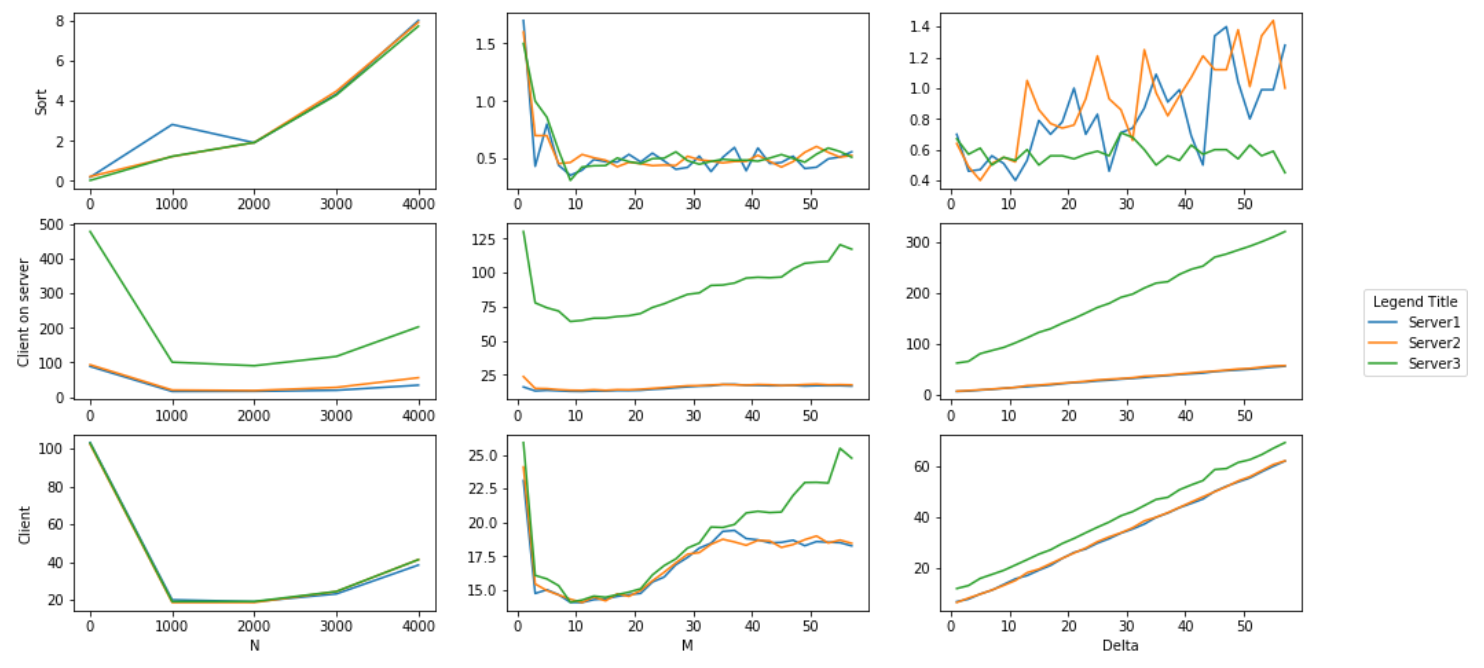 Sort
8
6
4
2
0
0 1000 2000 3000 4000
1.5
1.0
0.5
0 10 20 30 40 50
1.4
1.2
1.0
0.8
0.6
0.4
0 10 20 30 40 50
Client on server
500
400
300
200
100
0
0 1000 2000 3000 4000
125
100
75
50
25
0 10 20 30 40 50
300
200
100
0
0 10 20 30 40 50
Legend Title
Server1
Server2
Server3
Client
100
80
60
40
20
0 1000 2000 3000 4000
N
25.0
22.5
20.0
17.5
15.0
0 10 20 30 40 50
M
60
40
20
0 10 20 30 40 50
Delta